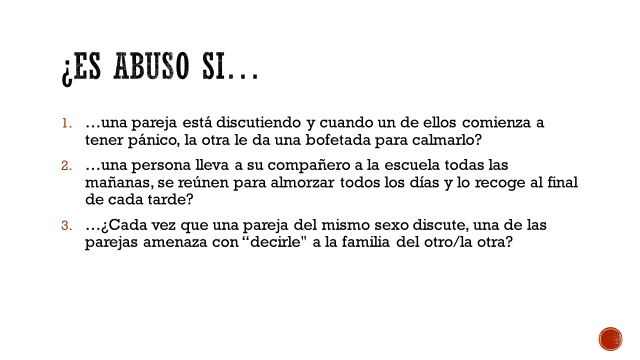 ¿ES ABUSO SI...
1. ...una pareja está discutiendo y cuando un de ellos comienza a
tener pánico, la otra le da una bofetada para calmarlo?
2. ...una persona lleva a su compañero a la escuela todas las
mañanas, se reúnen para almorzar todos los días y lo recoge al final
de cada tarde?
3. ...¿Cada vez que una pareja del mismo sexo discute, una de las
parejas amenaza con “decirle" a la familia del otro/la otra?